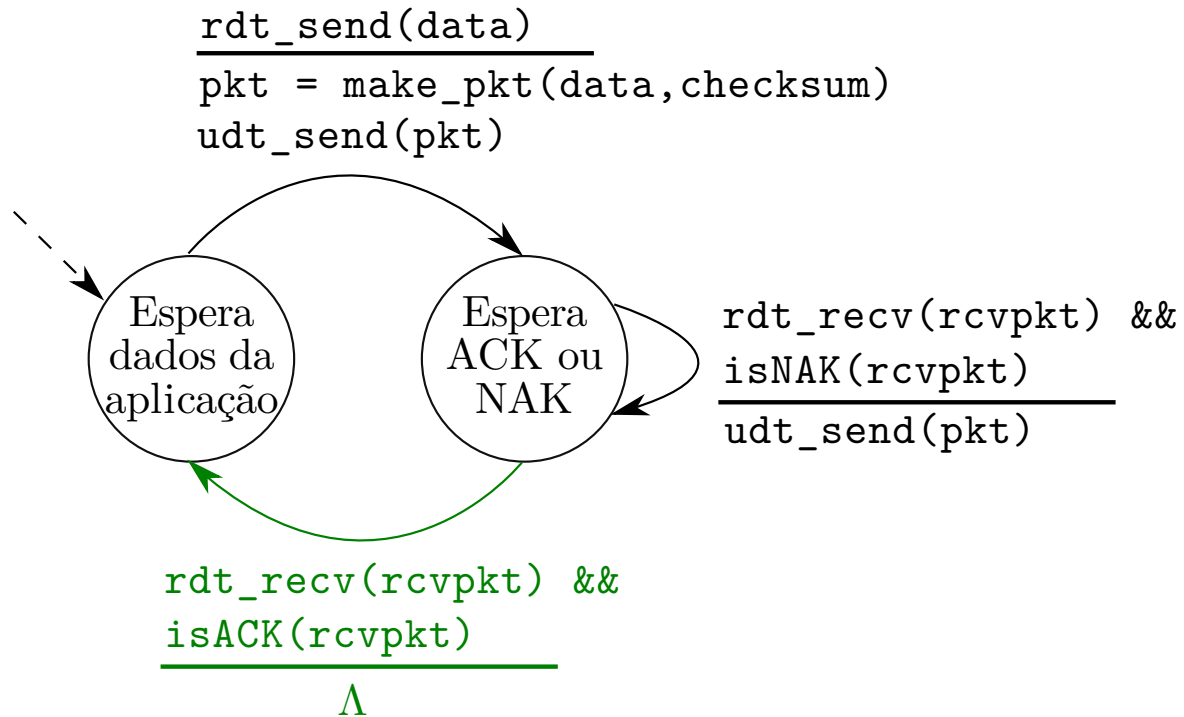 rdt_send(data)
pkt = make_pkt(data,checksum)
udt_send(pkt)
Espera
dados da
aplicação
Espera
ACK ou
NAK
rdt_recv(rcvpkt) &&
isNAK(rcvpkt)
udt_send(pkt)
rdt_recv(rcvpkt) &&
isACK(rcvpkt)
Λ